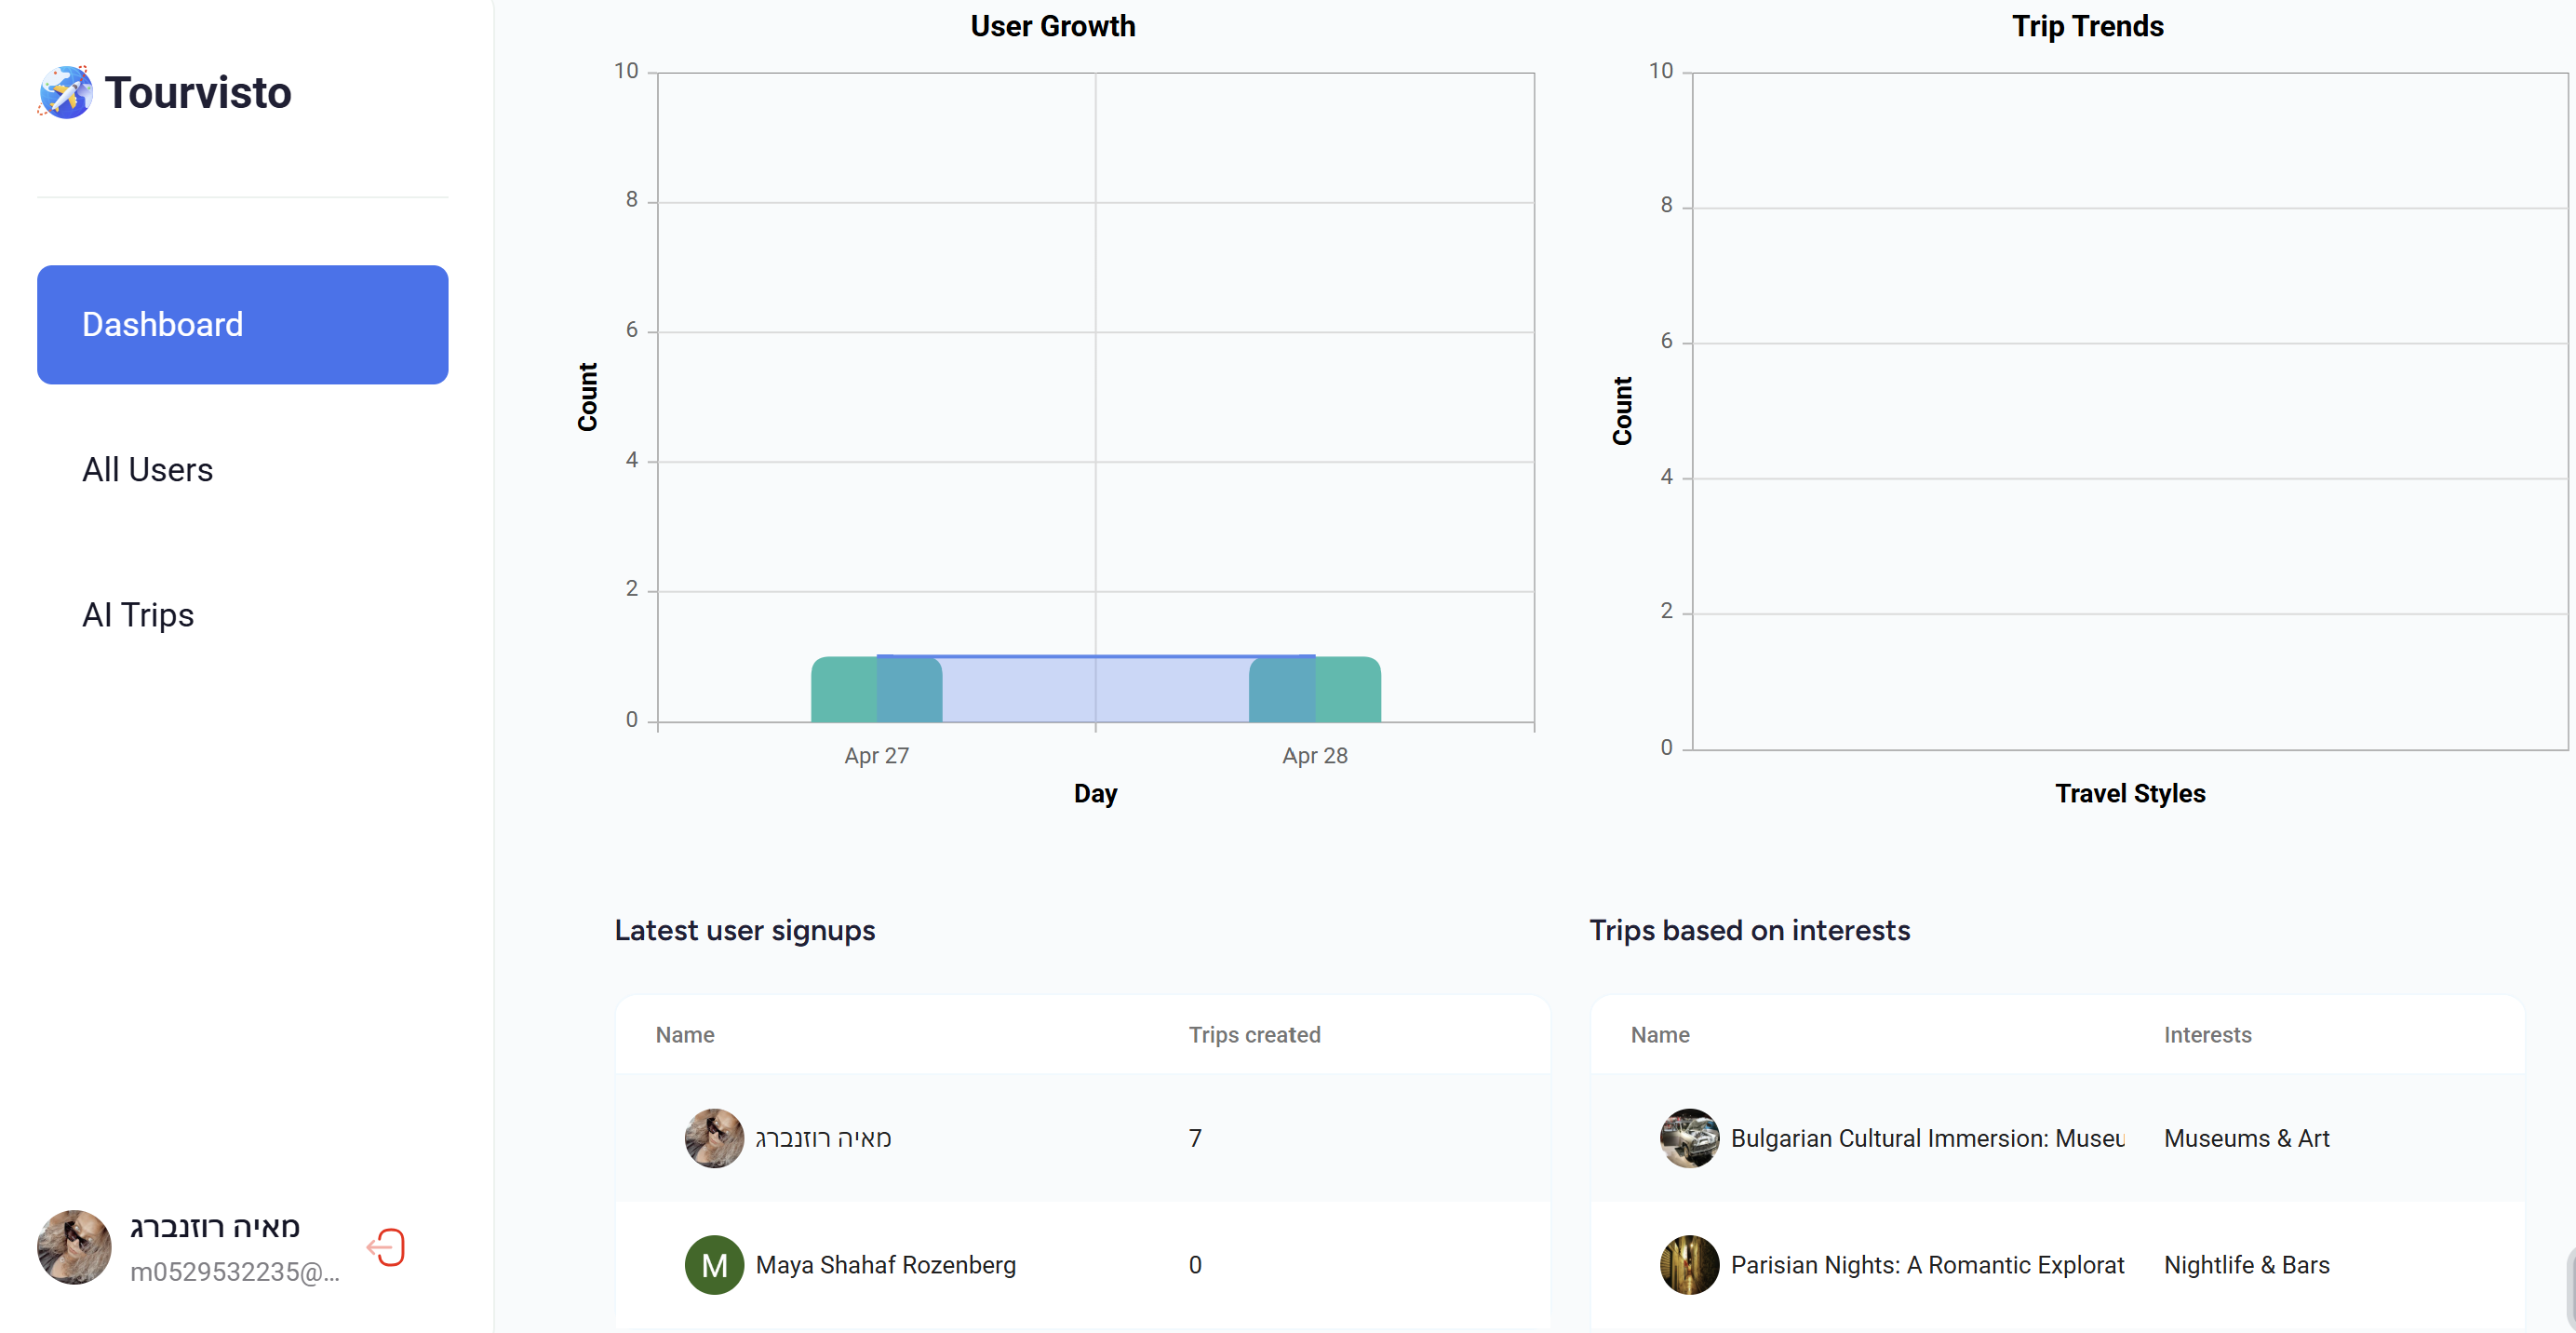 Tourvisto
Dashboard
All Users
AI Trips
מאיה רוזנברג
m0529532235@...
User Growth
10
8
6
4
2
0
Count
Apr 27
Apr 28
Day
Trip Trends
10
8
6
4
2
0
Count
Travel Styles
Latest user signups
Name
Trips created
מאיה רוזנברג
7
M
Maya Shahaf Rozenberg
0
Trips based on interests
Name
Interests
Bulgarian Cultural Immersion: Museu
Museums & Art
Parisian Nights: A Romantic Explorat
Nightlife & Bars